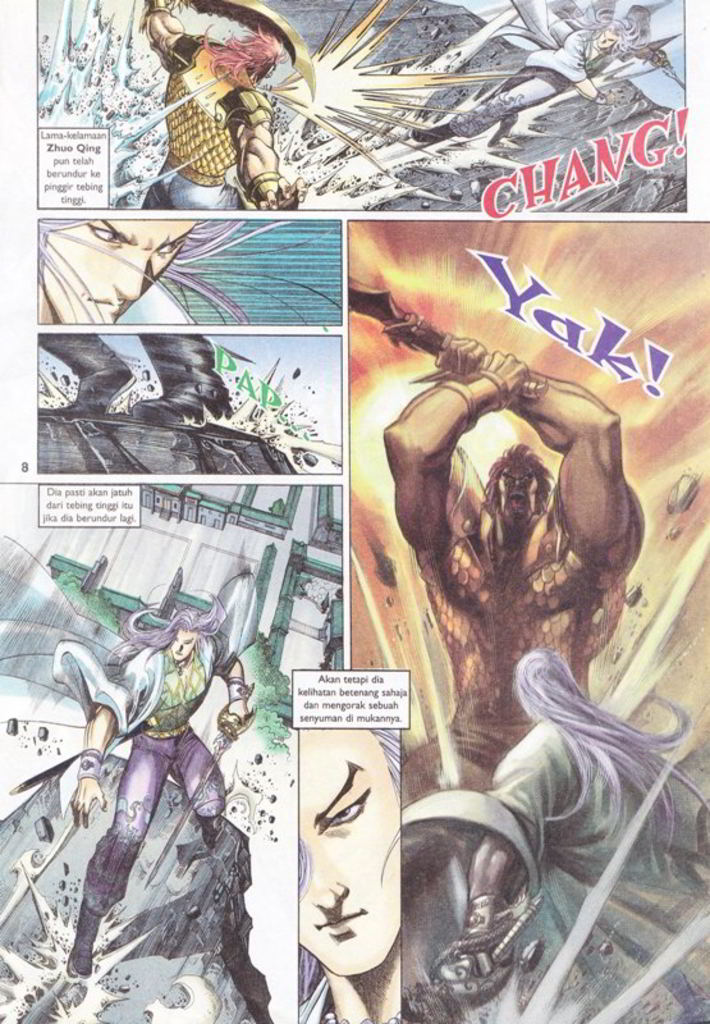 Lama-kelamaan
Zhuo Qing
pun telah
berundur ke
pinggir tebing
tinggi.
CHANG!
Yak!
PAP
8
Dia pasti akan jatuh
dari tebing tinggi itu
jika dia berundur lagi.
Akan tetapi dia
kelihatan betenang sahaja
dan mengorak sebuah
senyuman di mukannya.